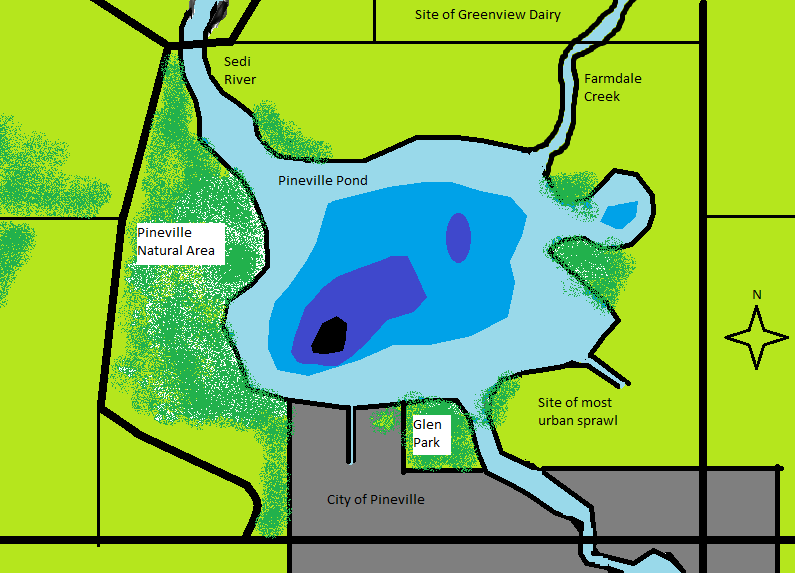 Site of Greenview Dairy
Sedi
River
Farmdale
Creek
Pineville Pond
Pineville
Natural Area
N
Site of most
urban sprawl
Glen
Park
City of Pineville